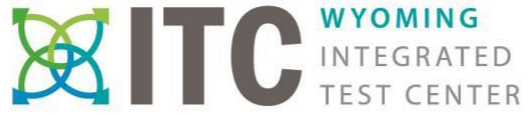 ITC
WYOMING
INTEGRATED
TEST CENTER